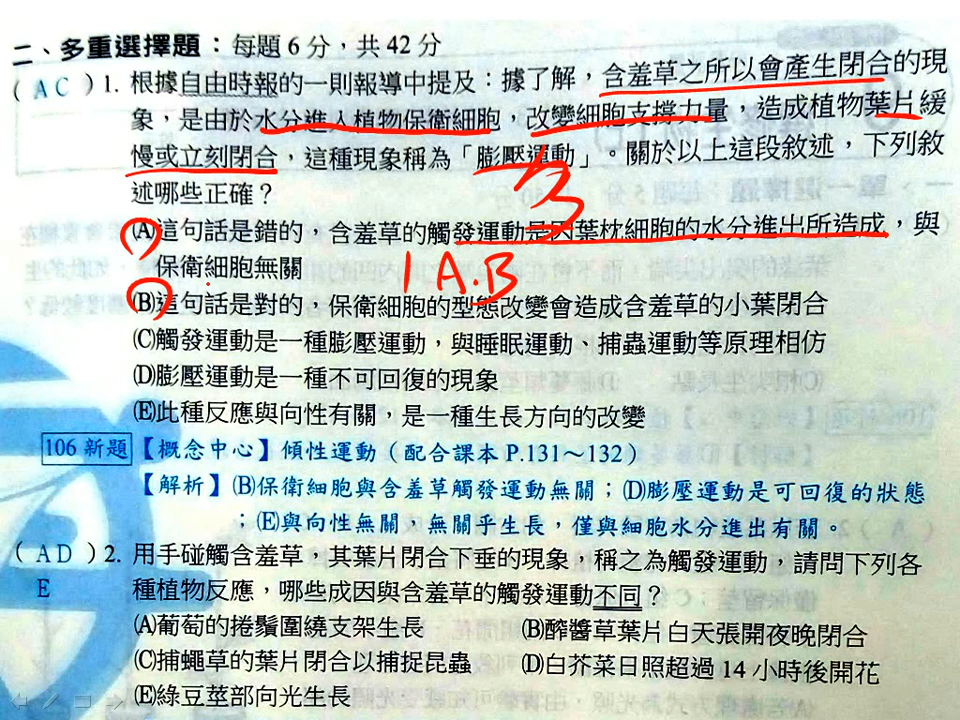 二、多重選擇題：每題6分，共42分
( AC ) 1. 根據自由時報的一則報導中提及：據了解，含羞草之所以會產生閉合的現
象，是由於水分進入植物保衛細胞，改變細胞支撐力量，造成植物葉片緩
慢或立刻閉合，這種現象稱為「膨壓運動」。關於以上這段敘述，下列敘
述哪些正確？
(A)這句話是錯的，含羞草的觸發運動是因葉枕細胞的水分進出所造成，與
保衛細胞無關
1 A.B
(B)這句話是對的，保衛細胞的型態改變會造成含羞草的小葉閉合
(C)觸發運動是一種膨壓運動，與睡眠運動、捕蟲運動等原理相仿
(D)膨壓運動是一種不可回復的現象
(E)此種反應與向性有關，是一種生長方向的改變
106 新題【概念中心】傾性運動（配合課本P.131～132）
【解析】(B)保衛細胞與含羞草觸發運動無關；(D)膨壓運動是可回復的狀態
；(E)與向性無關，無關乎生長，僅與細胞水分進出有關。
( AD ) 2. 用手碰觸含羞草，其葉片閉合下垂的現象，稱之為觸發運動，請問下列各
E 種植物反應，哪些成因與含羞草的觸發運動不同？
(A)葡萄的捲鬚圍繞支架生長 (B)酢醬草葉片白天張開夜晚閉合
(C)捕蠅草的葉片閉合以捕捉昆蟲 (D)白芥菜日照超過14小時後開花
(E)綠豆莖部向光生長